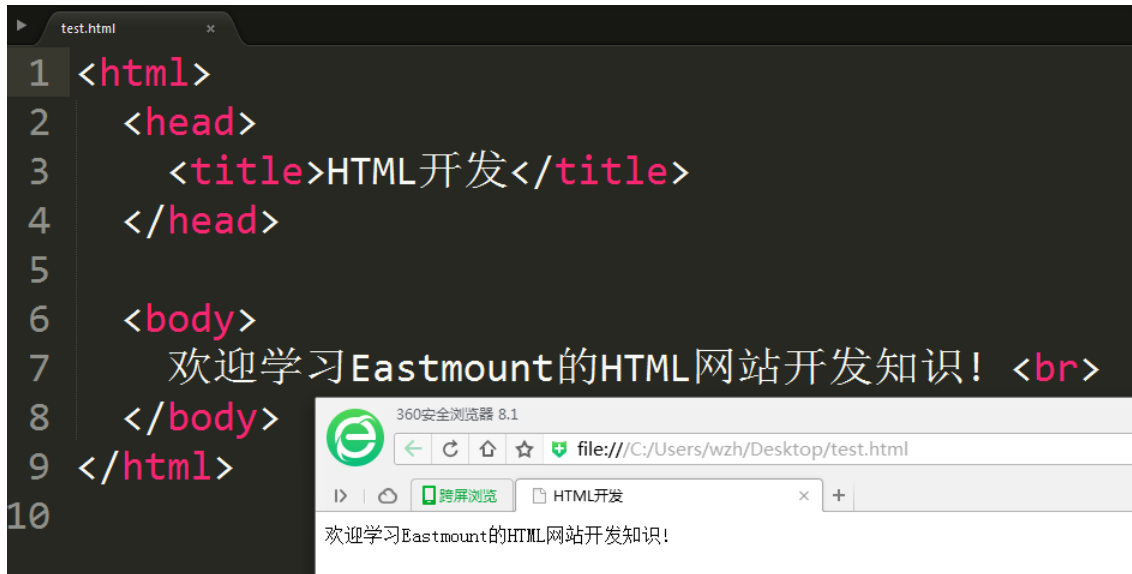 test.html ×
1 <html>
2 <head>
3 <title>HTML开发</title>
4 </head>
5
6 <body>
7 欢迎学习Eastmount的HTML网站开发知识! <br>
8 </body>
9 </html>
10
360安全浏览器 8.1
file:///C:/Users/wzh/Desktop/test.html
跨屏浏览 HTML开发 × +
欢迎学习Eastmount的HTML网站开发知识!